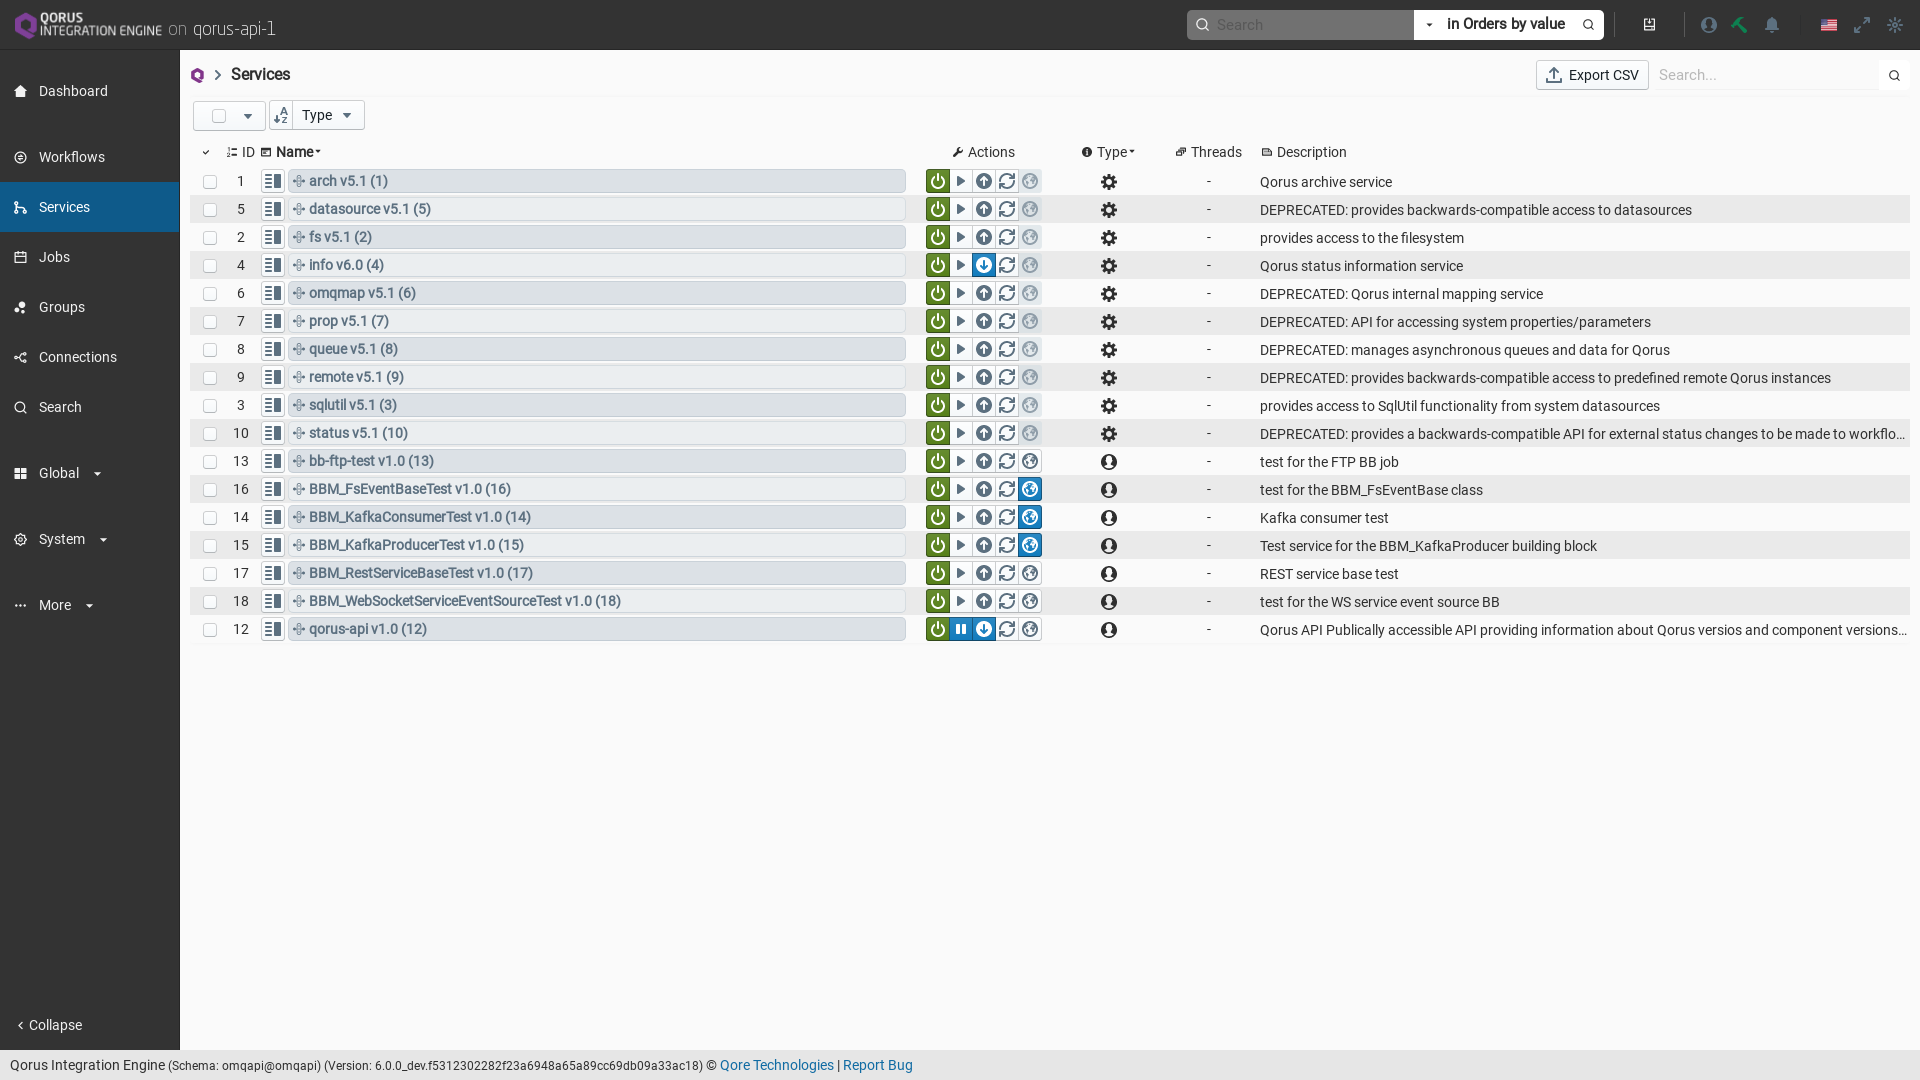 QORUS
INTEGRATION ENGINE on qorus-api-1
Search
in Orders by value
Dashboard
Workflows
Services
Jobs
Groups
Connections
Search
Global
System
More
Collapse
Services
Export CSV
Search...
Type
ID Name Actions Type Threads Description
1 arch v5.1 (1) - Qorus archive service
5 datasource v5.1 (5) - DEPRECATED: provides backwards-compatible access to datasources
2 fs v5.1 (2) - provides access to the filesystem
4 info v6.0 (4) - Qorus status information service
6 omqmap v5.1 (6) - DEPRECATED: Qorus internal mapping service
7 prop v5.1 (7) - DEPRECATED: API for accessing system properties/parameters
8 queue v5.1 (8) - DEPRECATED: manages asynchronous queues and data for Qorus
9 remote v5.1 (9) - DEPRECATED: provides backwards-compatible access to predefined remote Qorus instances
3 sqlutil v5.1 (3) - provides access to SqlUtil functionality from system datasources
10 status v5.1 (10) - DEPRECATED: provides a backwards-compatible API for external status changes to be made to workflo...
13 bb-ftp-test v1.0 (13) - test for the FTP BB job
16 BBM_FsEventBaseTest v1.0 (16) - test for the BBM_FsEventBase class
14 BBM_KafkaConsumerTest v1.0 (14) - Kafka consumer test
15 BBM_KafkaProducerTest v1.0 (15) - Test service for the BBM_KafkaProducer building block
17 BBM_RestServiceBaseTest v1.0 (17) - REST service base test
18 BBM_WebSocketServiceEventSourceTest v1.0 (18) - test for the WS service event source BB
12 qorus-api v1.0 (12) - Qorus API Publically accessible API providing information about Qorus versios and component versions...
Qorus Integration Engine (Schema: omqapi@omqapi) (Version: 6.0.0_dev.f5312302282f23a6948a65a89cc69db09a33ac18) © Qore Technologies | Report Bug